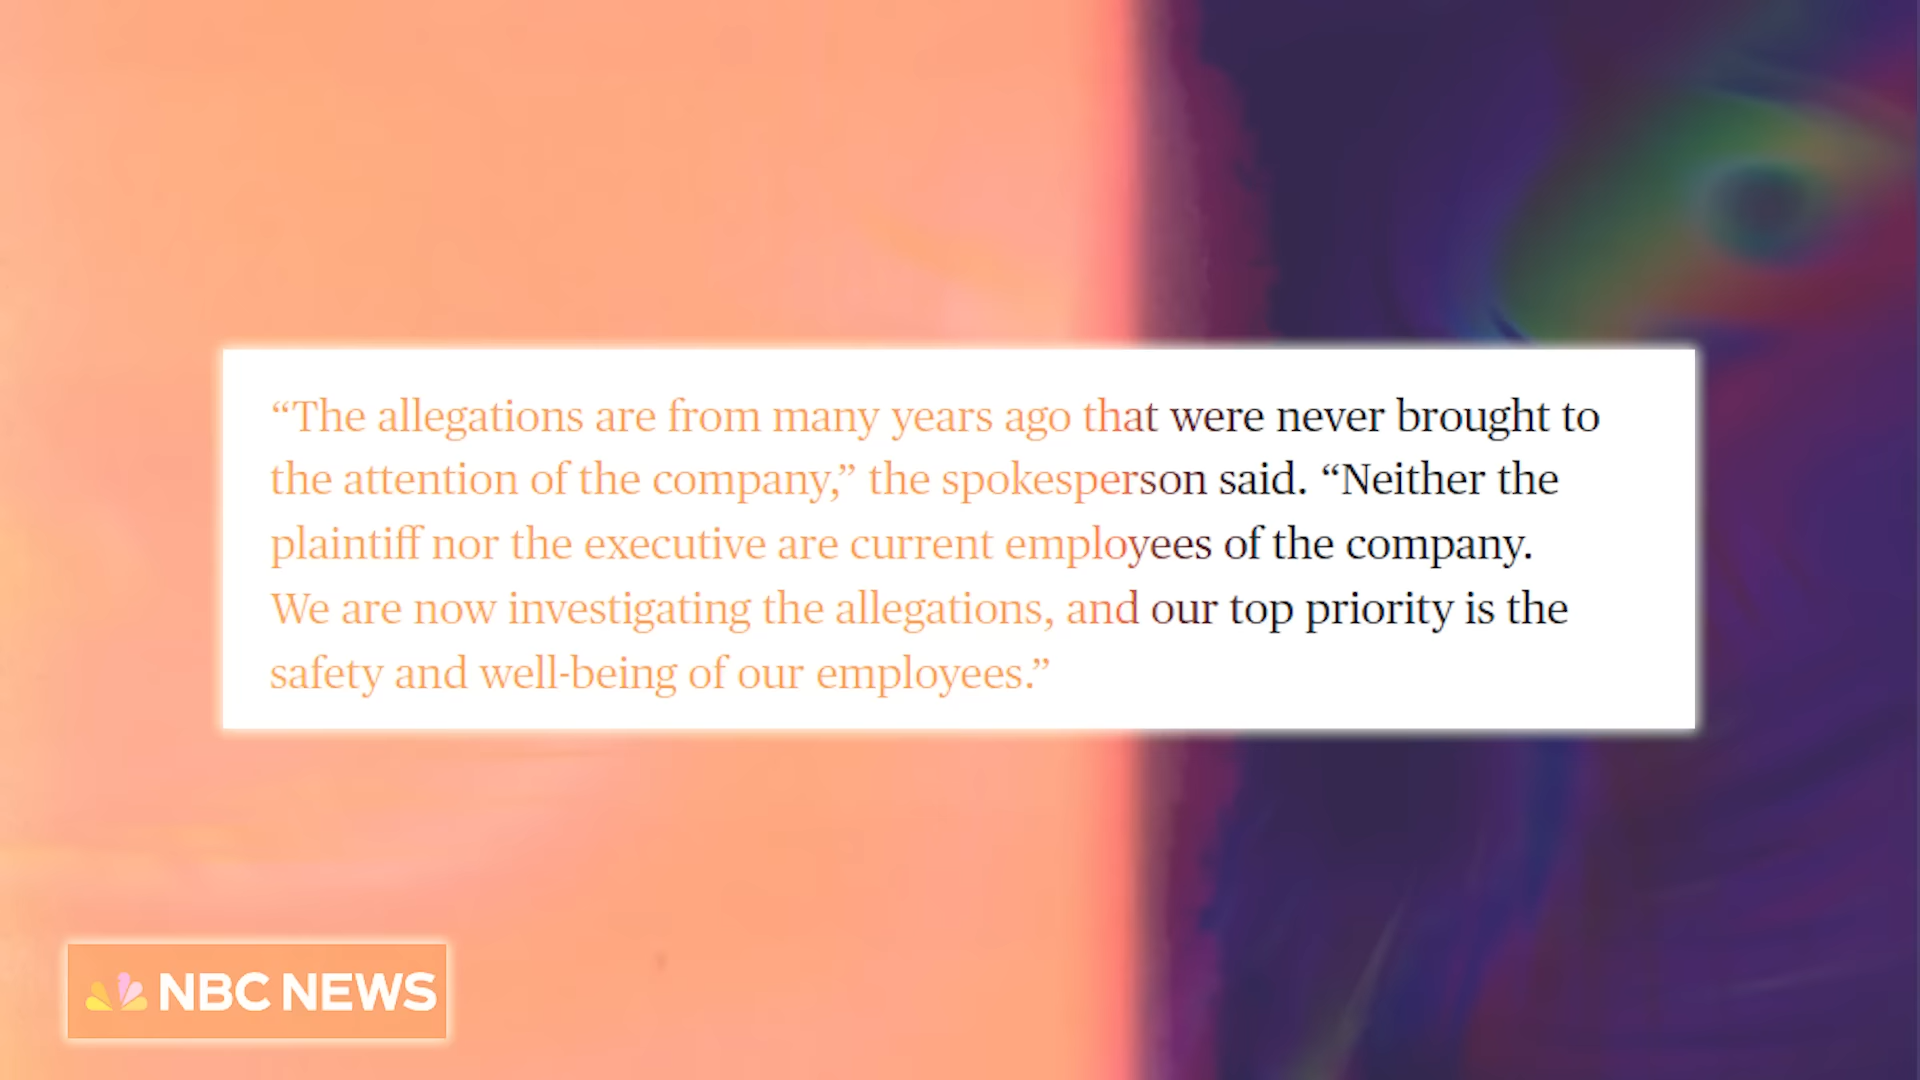 “The allegations are from many years ago that were never brought to
the attention of the company,” the spokesperson said. “Neither the
plaintiff nor the executive are current employees of the company.
We are now investigating the allegations, and our top priority is the
safety and well-being of our employees.”
NBC NEWS